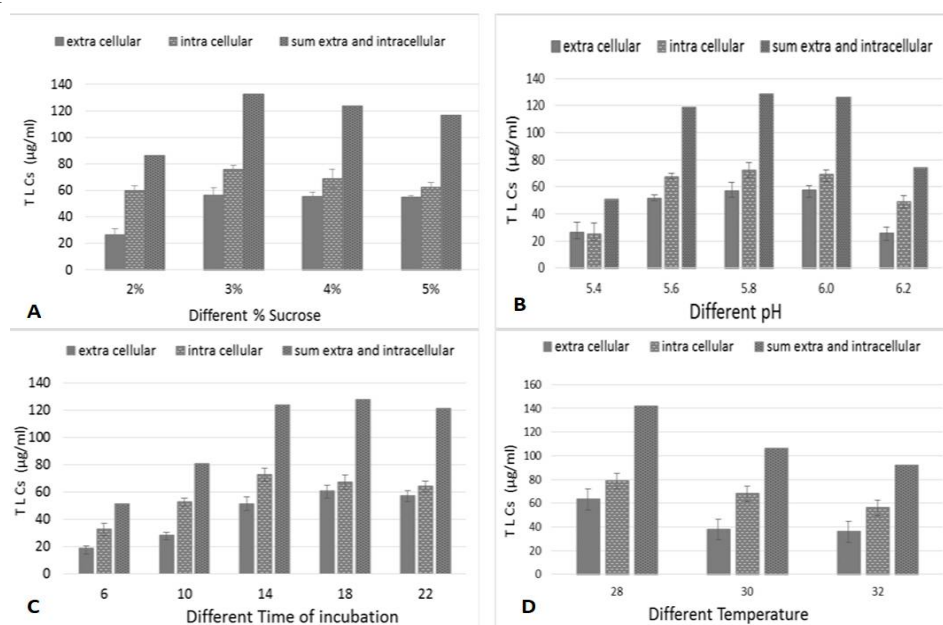 extra cellular intra cellular sum extra and intracellular
T L Cs (µg/ml)
140
120
100
80
60
40
20
0
2% 3% 4% 5%
Different % Sucrose
A
extra cellular intra cellular sum extra and intracellular
T L Cs (µg/ml)
140
120
100
80
60
40
20
0
5.4 5.6 5.8 6.0 6.2
Different pH
B
extra cellular intra cellular sum extra and intracellular
T L Cs (µg/ml)
140
120
100
80
60
40
20
0
6 10 14 18 22
Different Time of incubation
C
extra cellular intra cellular sum extra and intracellular
T L Cs (µg/ml)
160
140
120
100
80
60
40
20
0
28 30 32
Different Temperature
D